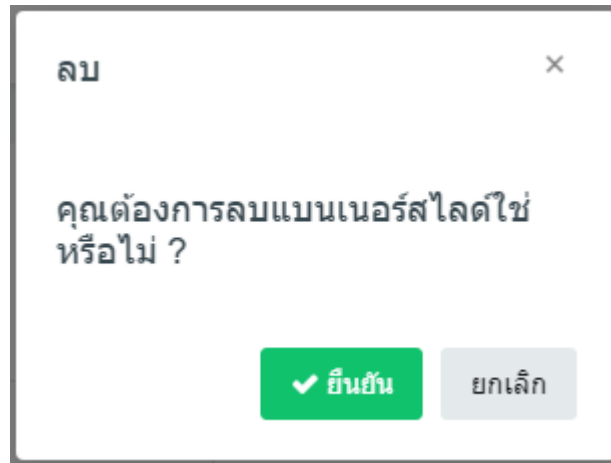 ลบ ×
คุณต้องการลบแบนเนอร์สไลด์ใช่
หรือไม่ ?
ยืนยัน ยกเลิก